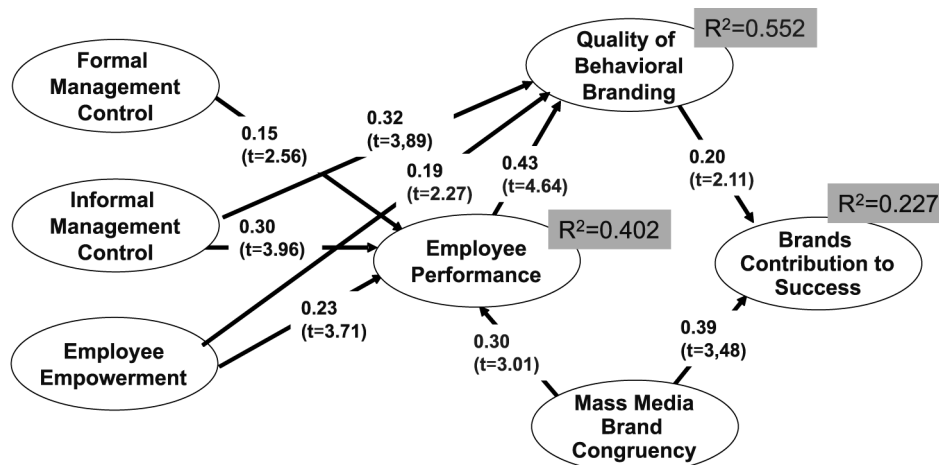 R²=0.552
Quality of
Behavioral
Branding
Formal
Management
Control
0.15
(t=2.56)
0.32
(t=3,89)
0.19
(t=2.27)
0.43
(t=4.64)
0.20
(t=2.11)
R²=0.227
Informal
Management
Control
0.30
(t=3.96)
R²=0.402
Employee
Performance
Brands
Contribution to
Success
0.23
(t=3.71)
Employee
Empowerment
0.30
(t=3.01)
0.39
(t=3,48)
Mass Media
Brand
Congruency